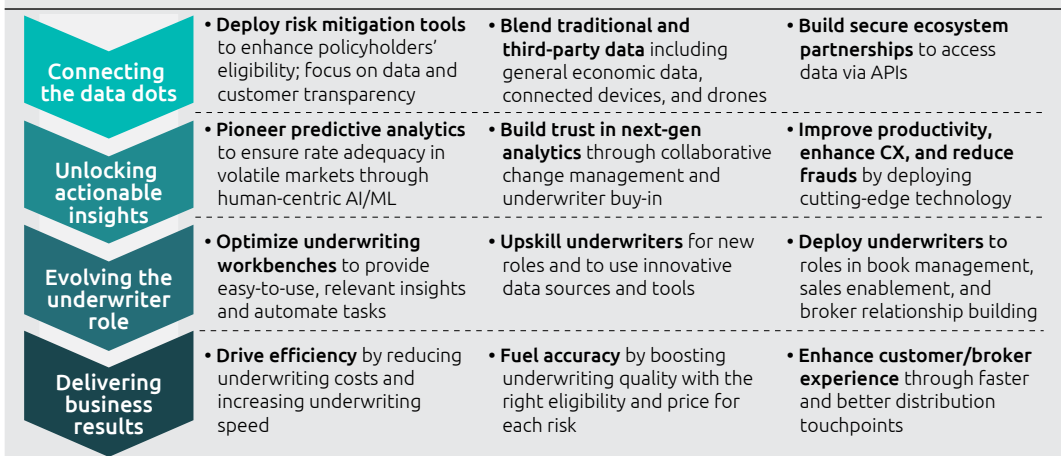 Connecting
the data dots
• Deploy risk mitigation tools
to enhance policyholders'
eligibility; focus on data and
customer transparency
• Blend traditional and
third-party data including
general economic data,
connected devices, and drones
• Build secure ecosystem
partnerships to access
data via APIs
Unlocking
actionable
insights
• Pioneer predictive analytics
to ensure rate adequacy in
volatile markets through
human-centric AI/ML
• Build trust in next-gen
analytics through collaborative
change management and
underwriter buy-in
• Improve productivity,
enhance CX, and reduce
frauds by deploying
cutting-edge technology
Evolving the
underwriter
role
• Optimize underwriting
workbenches to provide
easy-to-use, relevant insights
and automate tasks
• Upskill underwriters for new
roles and to use innovative
data sources and tools
• Deploy underwriters to
roles in book management,
sales enablement, and
broker relationship building
Delivering
business
results
• Drive efficiency by reducing
underwriting costs and
increasing underwriting
speed
• Fuel accuracy by boosting
underwriting quality with the
right eligibility and price for
each risk
• Enhance customer/broker
experience through faster
and better distribution
touchpoints